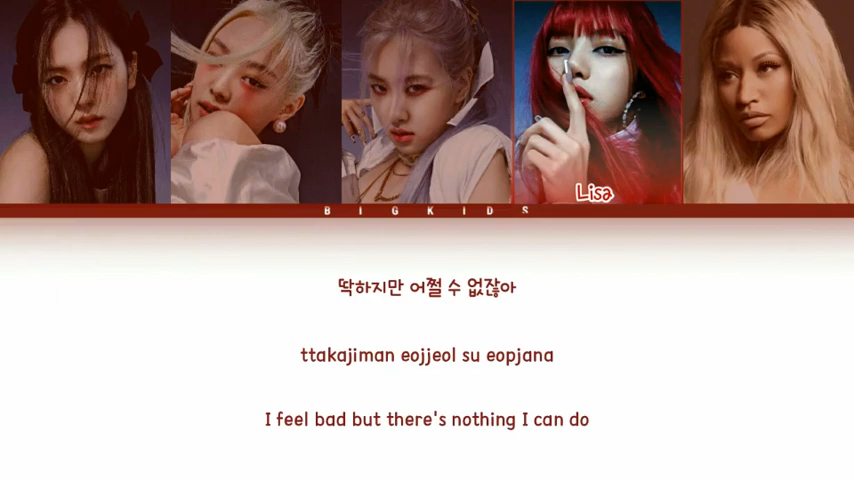 Lisa
BIGKIDS
딱하지만 어쩔 수 없잖아
ttakajiman eojjeol su eopjana
I feel bad but there's nothing I can do